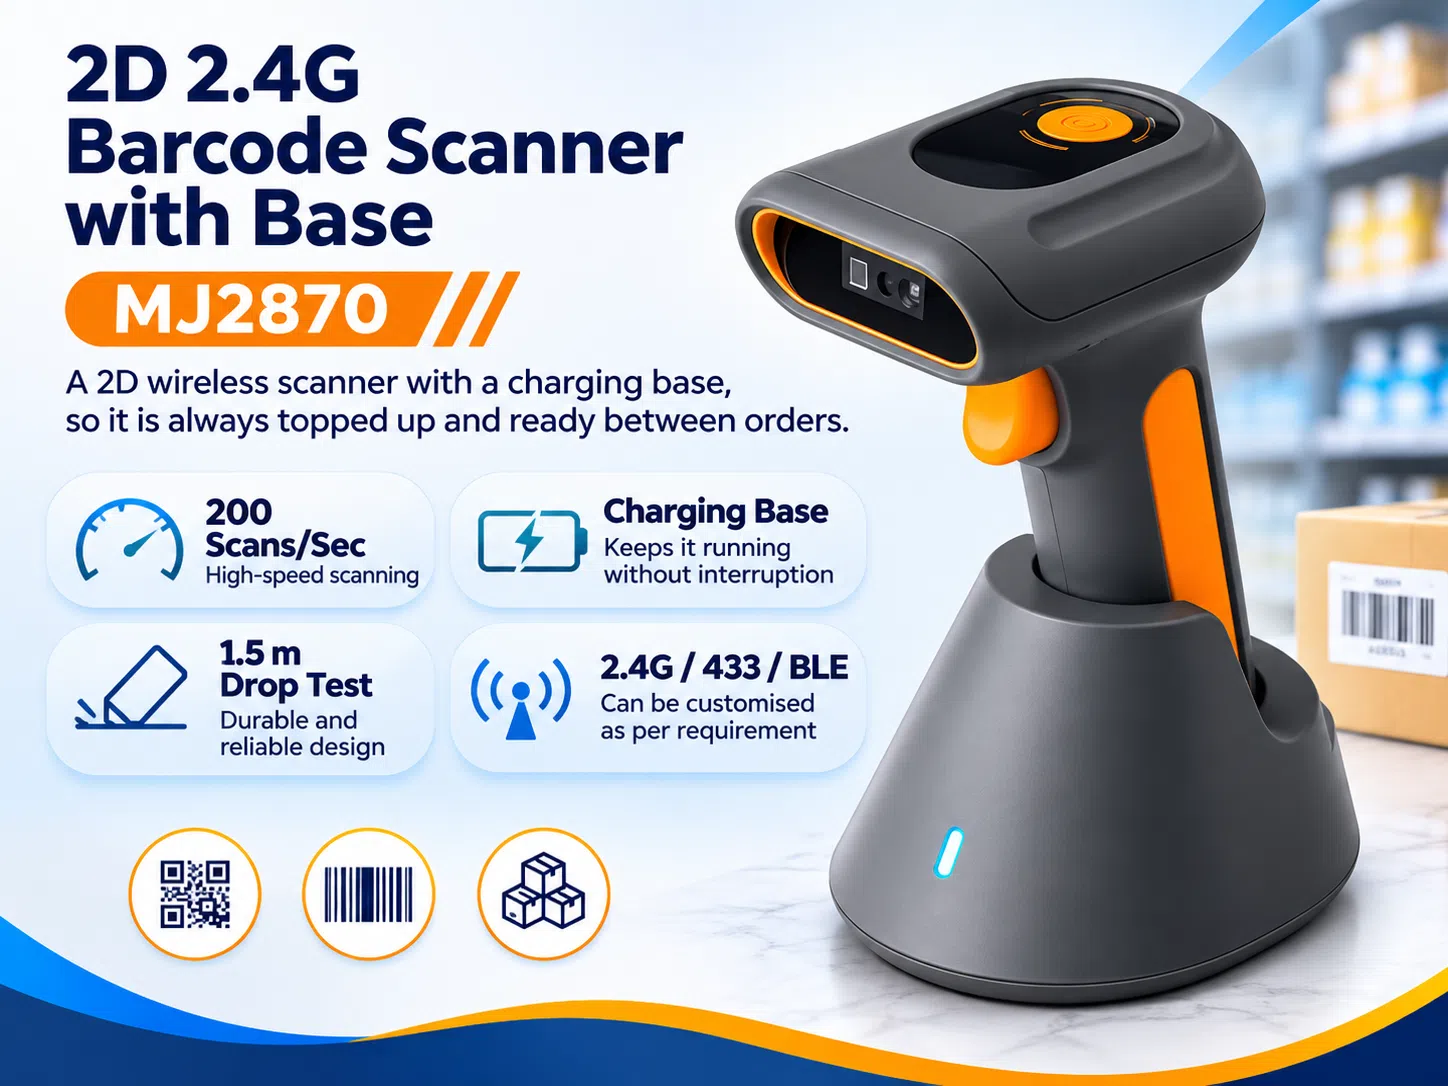 2D 2.4G
Barcode Scanner
with Base
MJ2870
A 2D wireless scanner with a charging base,
so it is always topped up and ready between orders.
200
Scans/Sec
High-speed scanning
Charging Base
Keeps it running
without interruption
1.5 m
Drop Test
Durable and
reliable design
2.4G / 433 / BLE
Can be customised
as per requirement